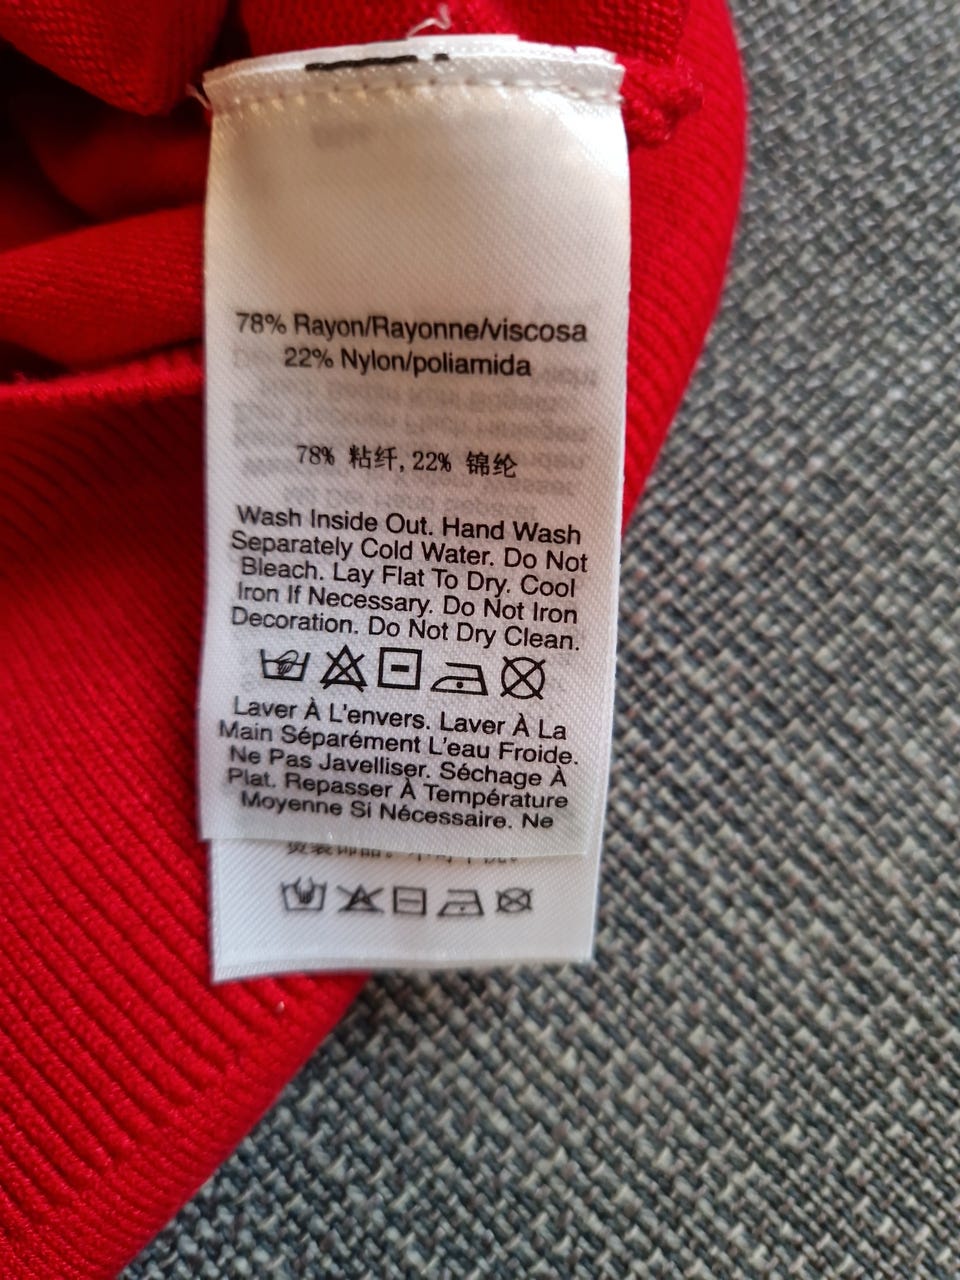 78% Rayon/Rayonne/viscosa
22% Nylon/poliamida
78% 粘纤, 22% 锦纶
Wash Inside Out. Hand Wash
Separately Cold Water. Do Not
Bleach. Lay Flat To Dry. Cool
Iron If Necessary. Do Not Iron
Decoration. Do Not Dry Clean.
Laver À L'envers. Laver À La
Main Séparément L'eau Froide.
Ne Pas Javelliser. Séchage À
Plat. Repasser À Température
Moyenne Si Nécessaire. Ne